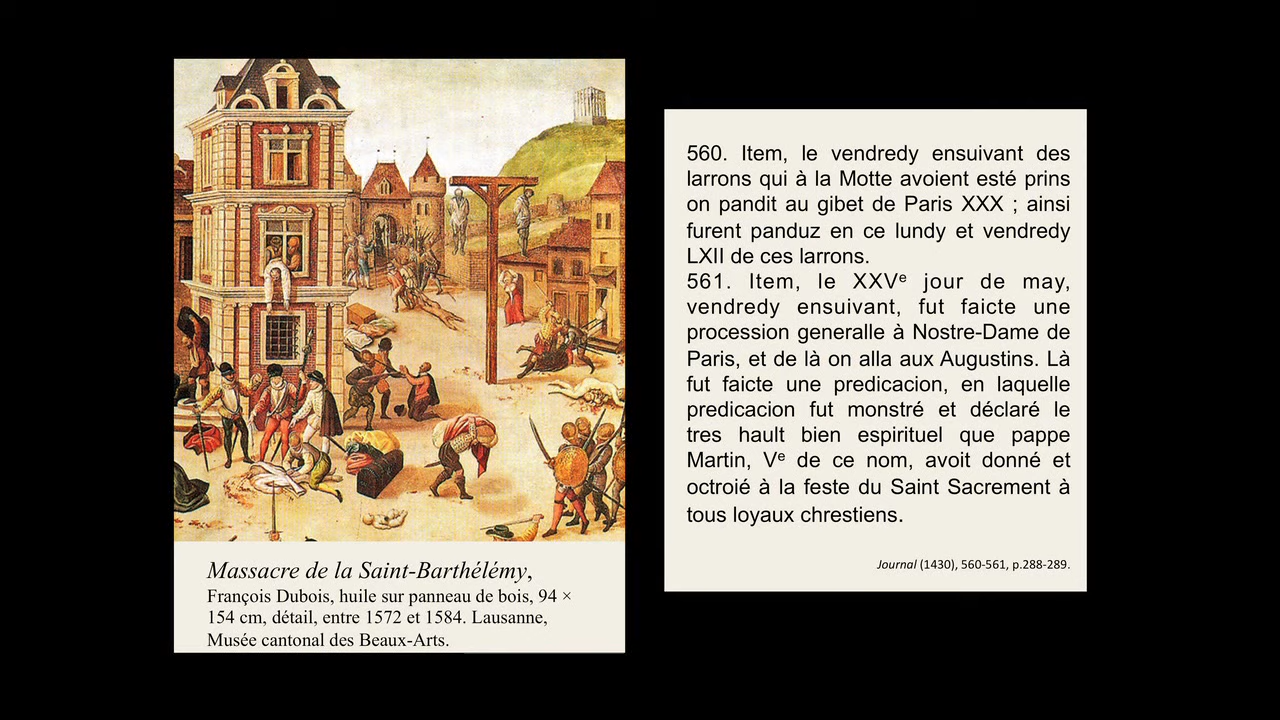 Massacre de la Saint-Barthélémy,
François Dubois, huile sur panneau de bois, 94 ×
154 cm, détail, entre 1572 et 1584. Lausanne,
Musée cantonal des Beaux-Arts.
560. Item, le vendredy ensuivant des
larrons qui à la Motte avoient esté prins
on pandit au gibet de Paris XXX ; ainsi
furent panduz en ce lundy et vendredy
LXII de ces larrons.
561. Item, le XXVᵉ jour de may,
vendredy ensuivant, fut faicte une
procession generalle à Nostre-Dame de
Paris, et de là on alla aux Augustins. Là
fut faicte une predicacion, en laquelle
predicacion fut monstré et déclaré le
tres hault bien espirituel que pappe
Martin, Vᵉ de ce nom, avoit donné et
octroié à la feste du Saint Sacrement à
tous loyaux chrestiens.
Journal (1430), 560-561, p.288-289.